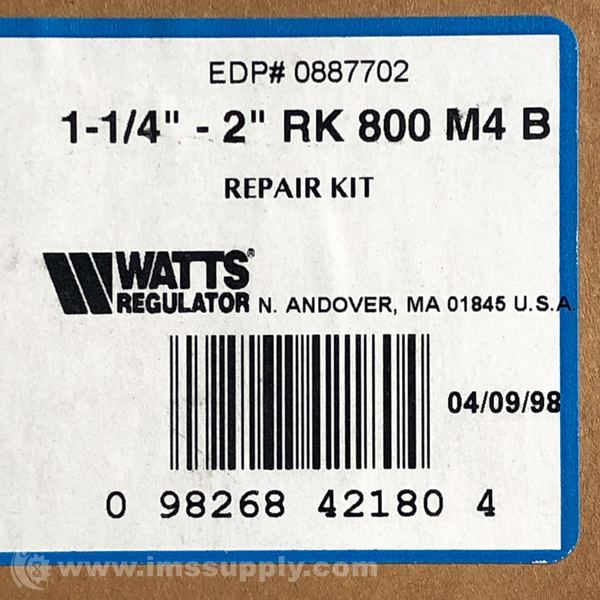 EDP# 0887702
1-1/4" - 2" RK 800 M4 B
REPAIR KIT
WATTS®
REGULATOR N. ANDOVER, MA 01845 U.S.A.
04/09/98
0 98268 42180 4
www.imssupply.com